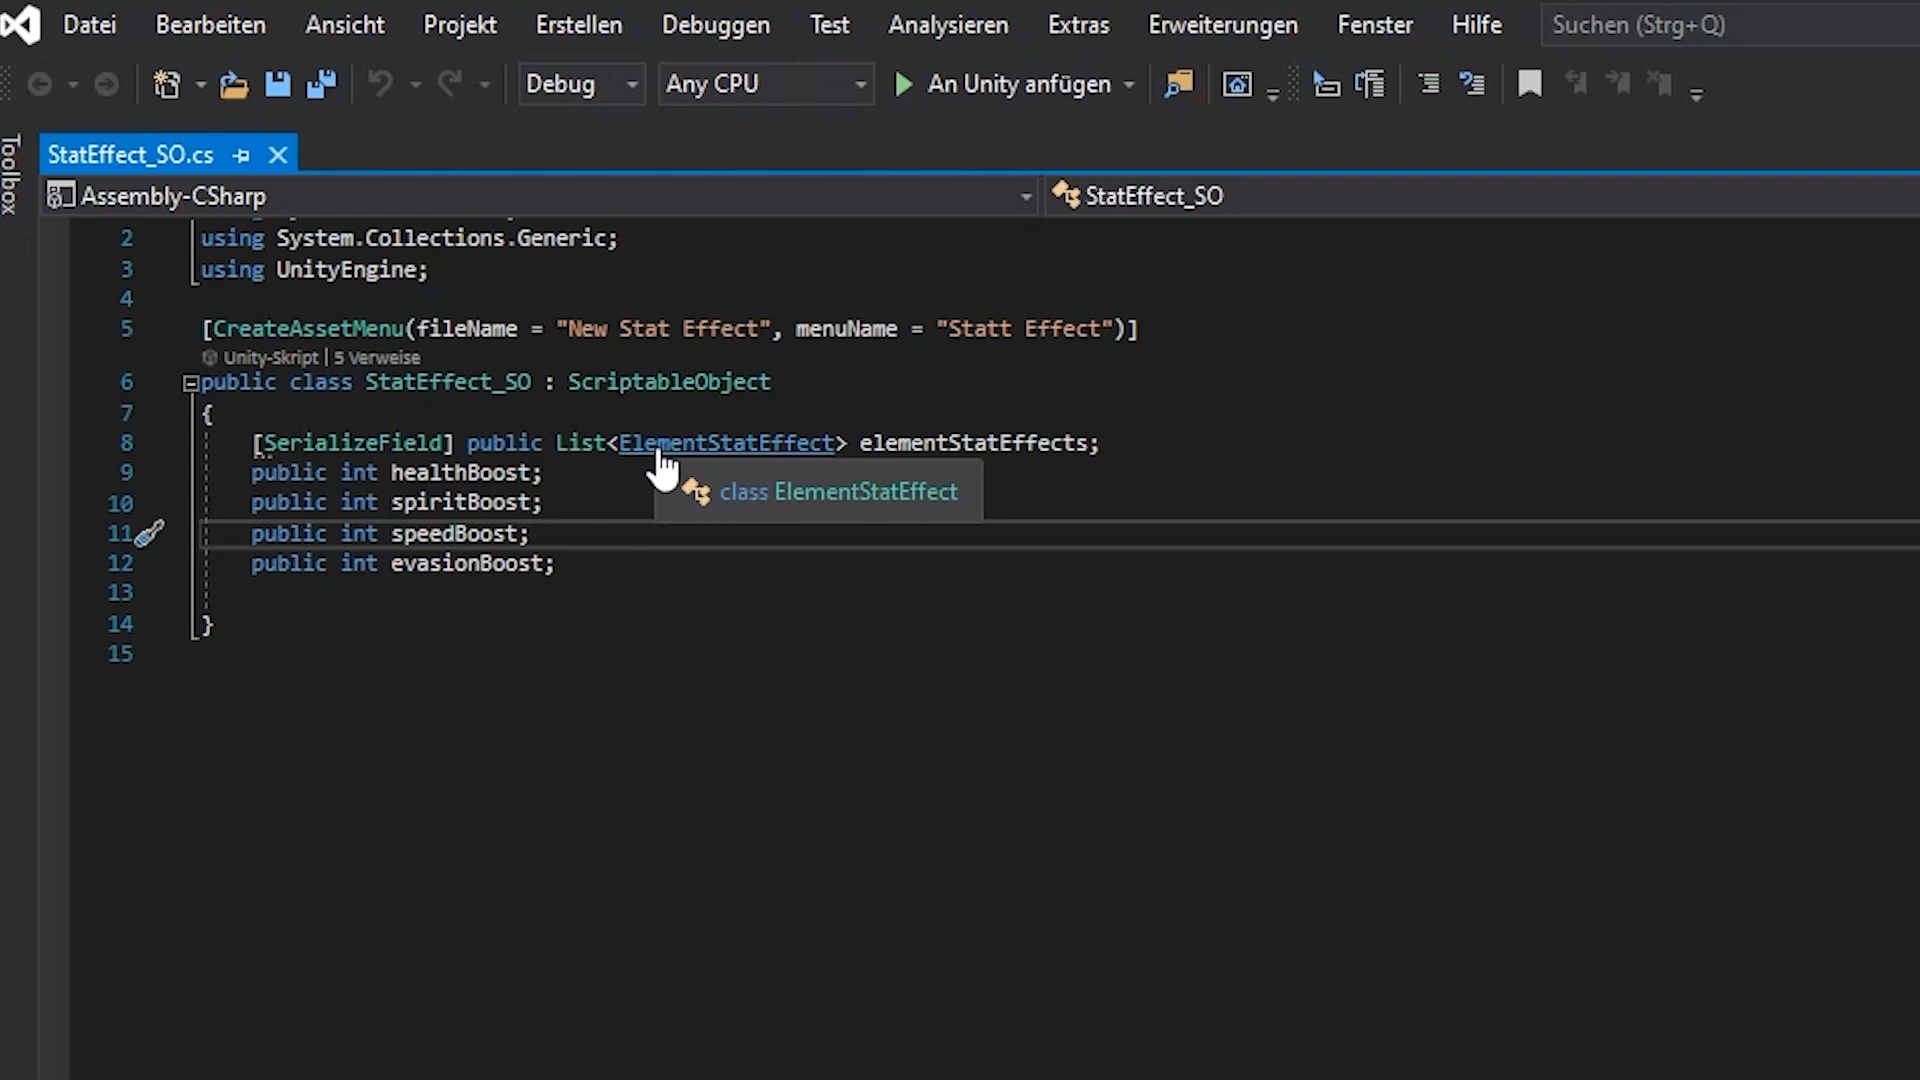 Datei Bearbeiten Ansicht Projekt Erstellen Debuggen Test Analysieren Extras Erweiterungen Fenster Hilfe Suchen (Strg+Q)
Debug Any CPU An Unity anfügen
Toolbox
StatEffect_SO.cs
Assembly-CSharp StatEffect_SO
2 using System.Collections.Generic;
3 using UnityEngine;
4
5 [CreateAssetMenu(fileName = "New Stat Effect", menuName = "Statt Effect")]
Unity-Skript | 5 Verweise
6 public class StatEffect_SO : ScriptableObject
7 {
8 [SerializeField] public List<ElementStatEffect> elementStatEffects;
9 public int healthBoost;
class ElementStatEffect
10 public int spiritBoost;
11 public int speedBoost;
12 public int evasionBoost;
13
14 }
15